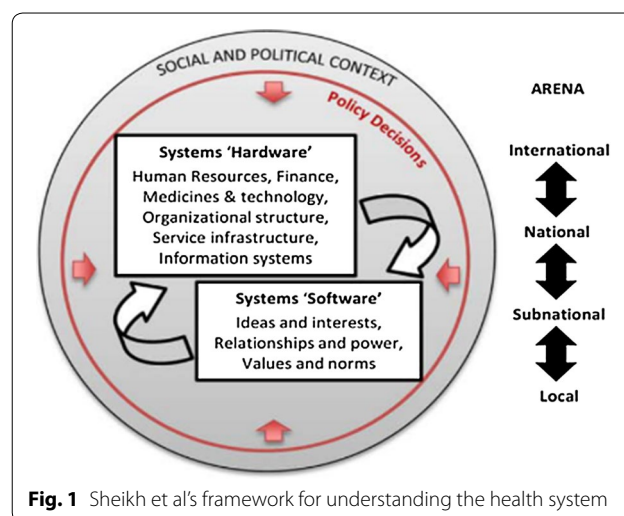 SOCIAL AND POLITICAL CONTEXT
Policy Decisions
Systems ‘Hardware’
Human Resources, Finance,
Medicines & technology,
Organizational structure,
Service infrastructure,
Information systems
Systems ‘Software’
Ideas and interests,
Relationships and power,
Values and norms
ARENA
International
National
Subnational
Local
Fig. 1 Sheikh et al’s framework for understanding the health system